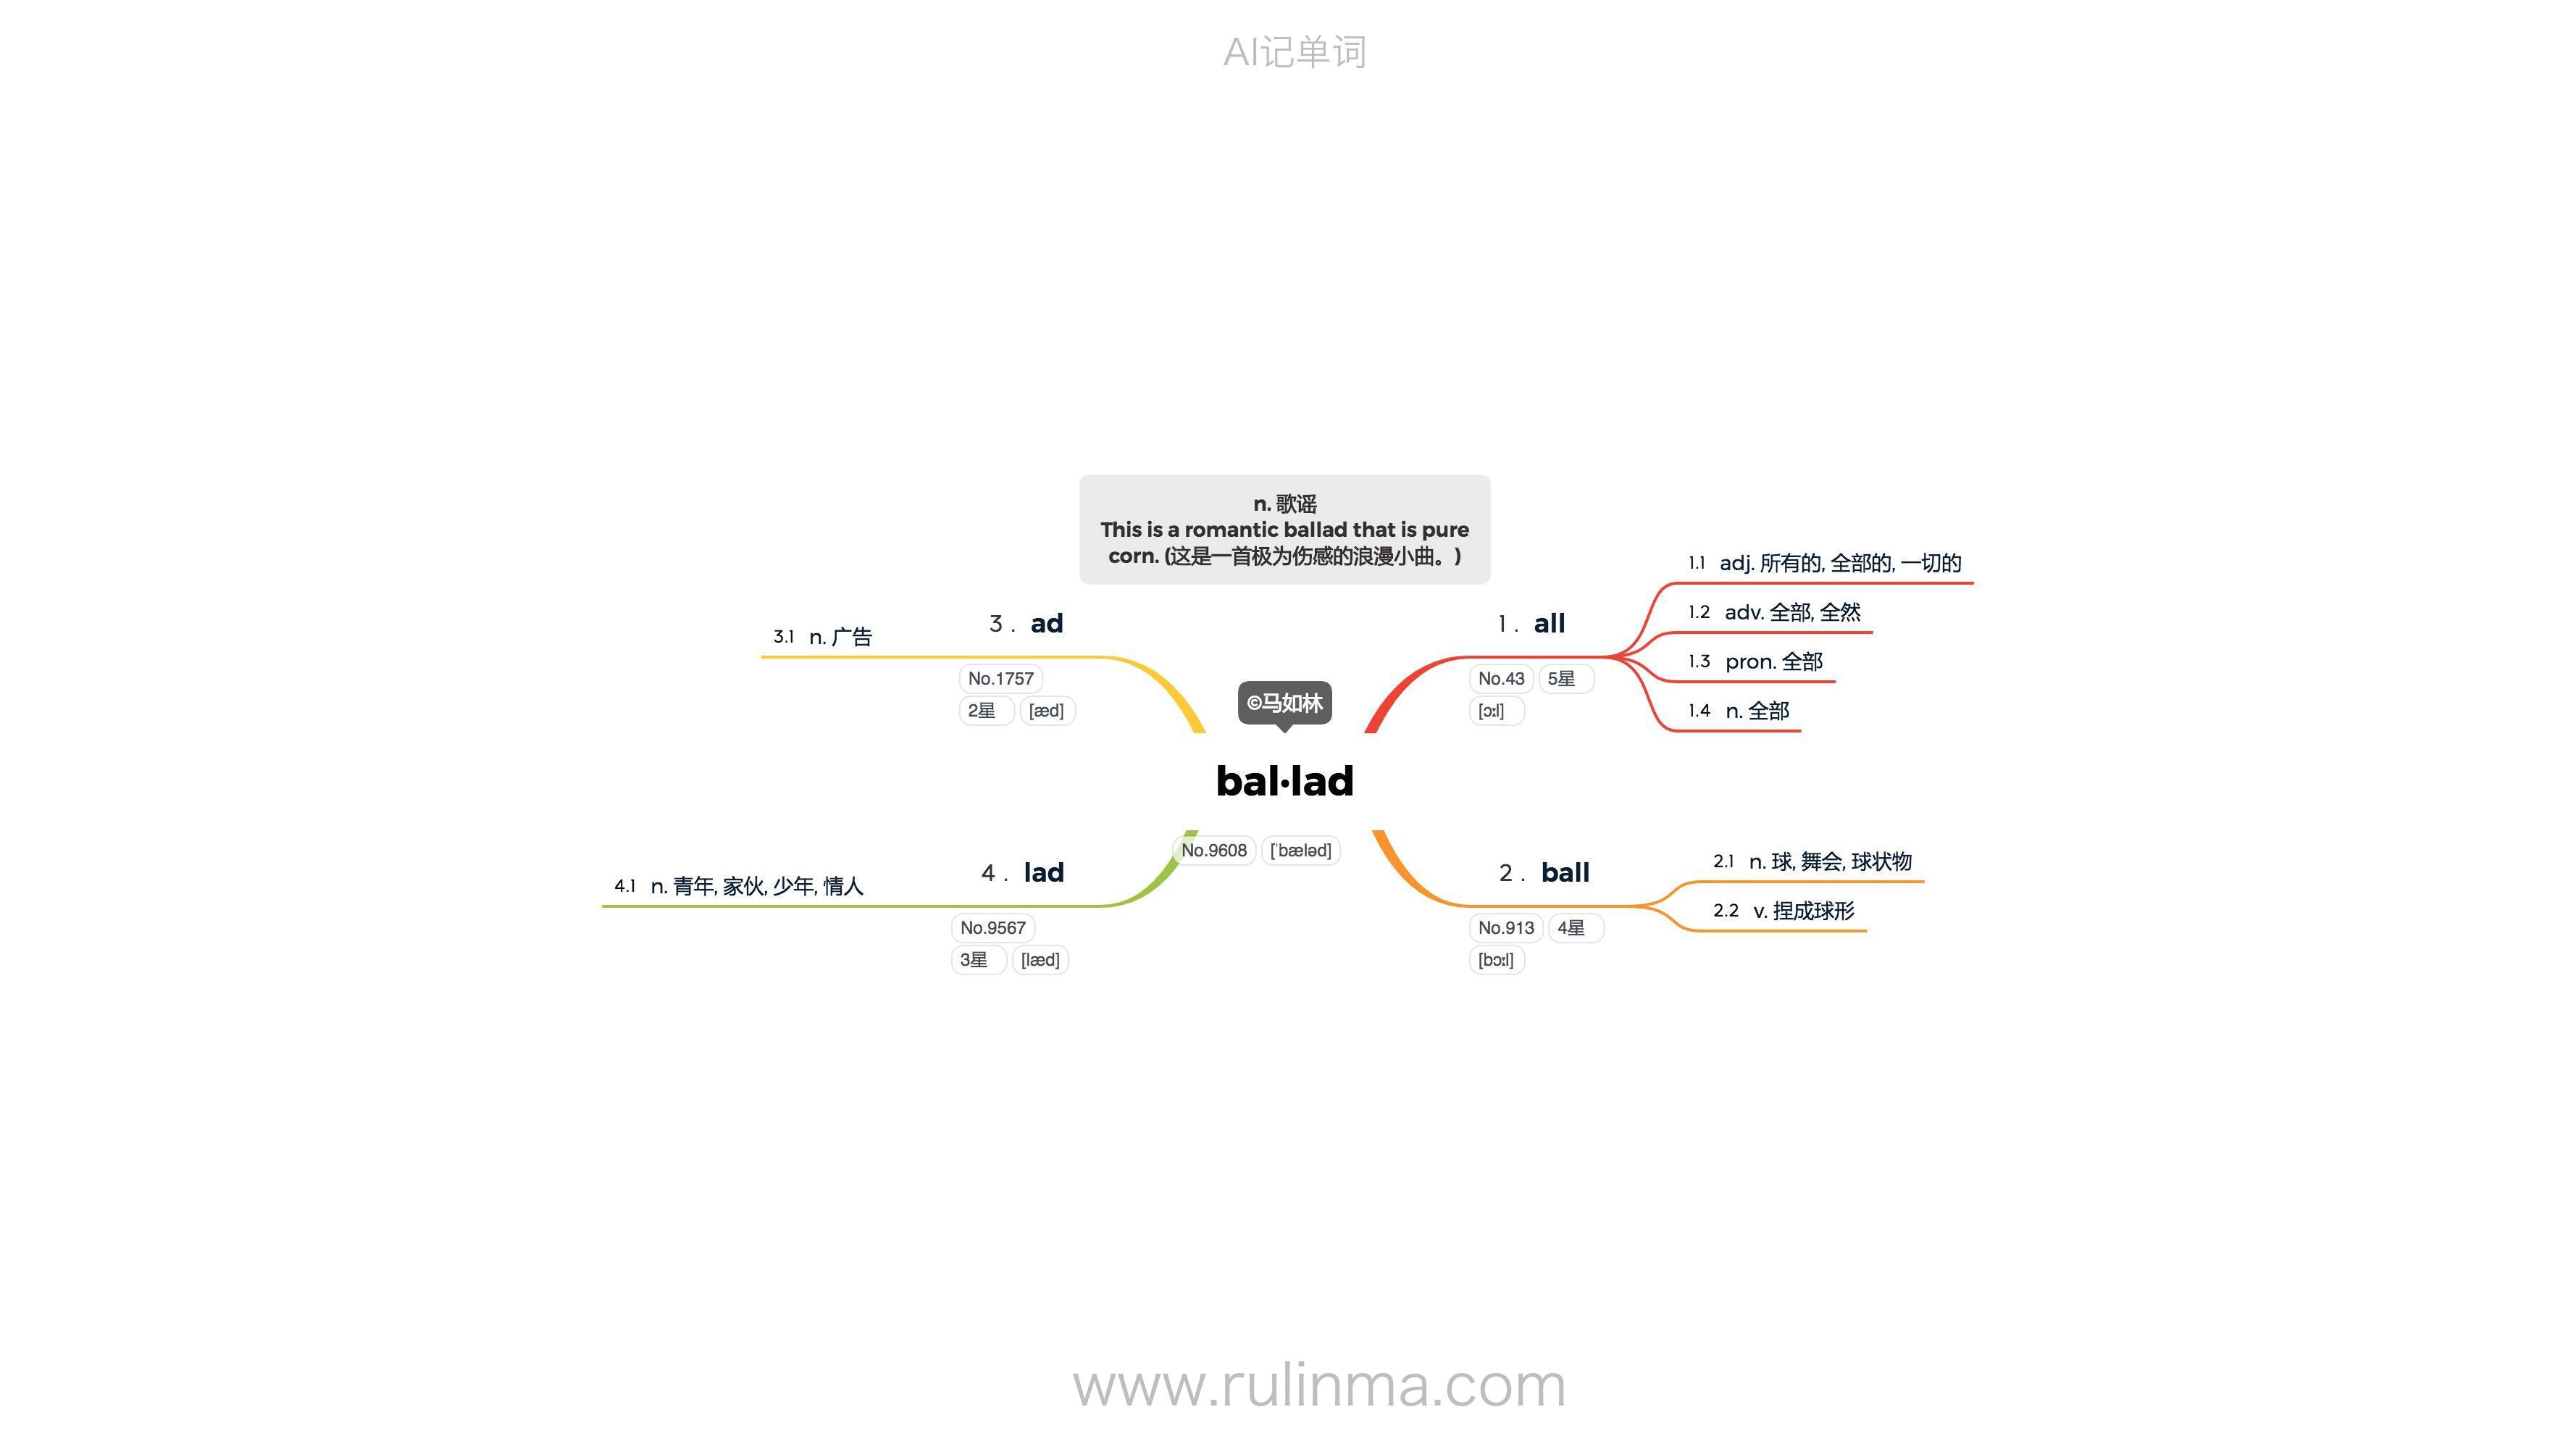 AI记单词
n. 歌谣
This is a romantic ballad that is pure
corn. (这是一首极为伤感的浪漫小曲。)
©马如林
bal·lad
No.9608 [ˈbæləd]
1 . all
No.43 5星
[ɔːl]
1.1 adj. 所有的, 全部的, 一切的
1.2 adv. 全部, 全然
1.3 pron. 全部
1.4 n. 全部
2 . ball
No.913 4星
[bɔːl]
2.1 n. 球, 舞会, 球状物
2.2 v. 捏成球形
3 . ad
No.1757
2星 [æd]
3.1 n. 广告
4 . lad
No.9567
3星 [læd]
4.1 n. 青年, 家伙, 少年, 情人
www.rulinma.com